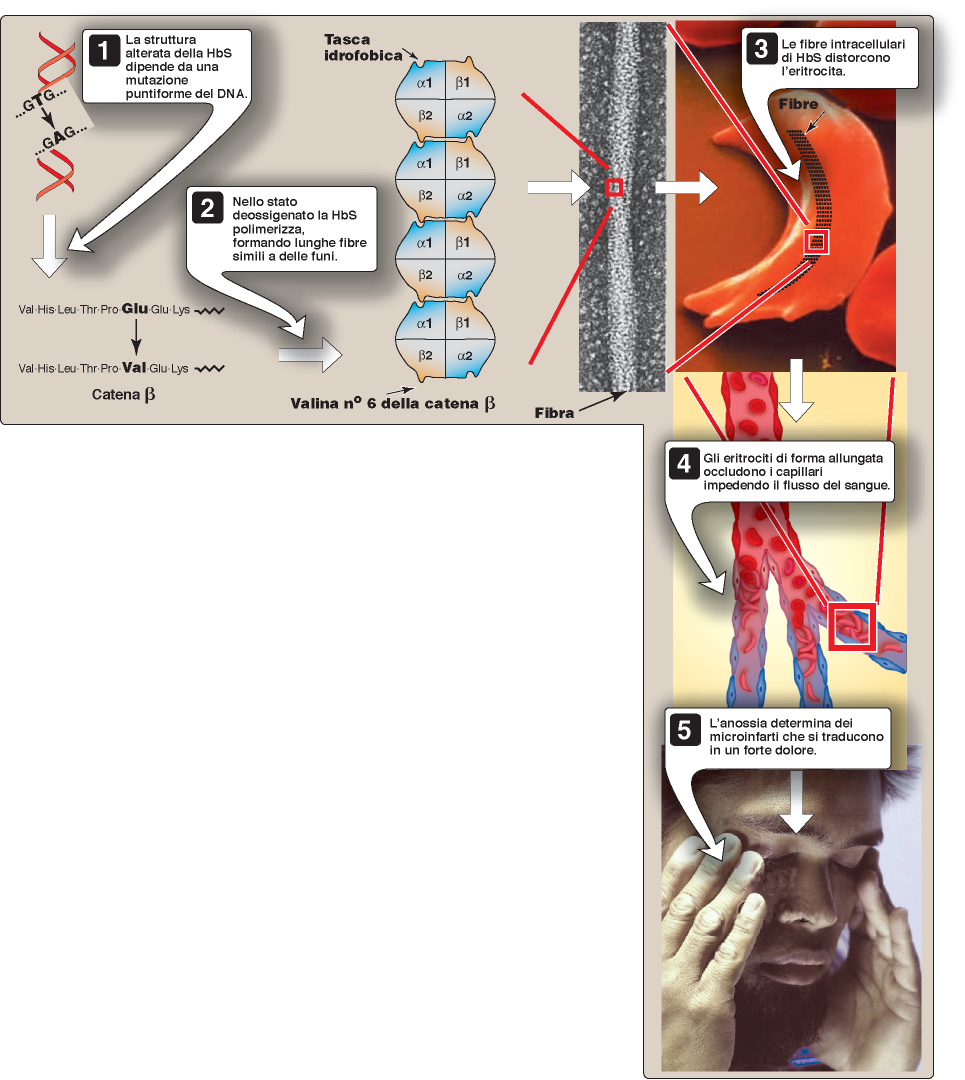 1
La struttura
alterata della HbS
dipende da una
mutazione
puntiforme del DNA.
...GTG...
...GAG...
2
Nello stato
deossigenato la HbS
polimerizza,
formando lunghe fibre
simili a delle funi.
Val·His·Leu·Thr·Pro·Glu·Glu·Lys
Val·His·Leu·Thr·Pro·Val·Glu·Lys
Catena β
Tasca
idrofobica
α1 β1
β2 α2
α1 β1
β2 α2
α1 β1
β2 α2
α1 β1
β2 α2
Valina nº 6 della catena β
Fibra
3
Le fibre intracellulari
di HbS distorcono
l'eritrocita.
Fibre
4
Gli eritrociti di forma allungata
occludono i capillari
impedendo il flusso del sangue.
5
L'anossia determina dei
microinfarti che si traducono
in un forte dolore.